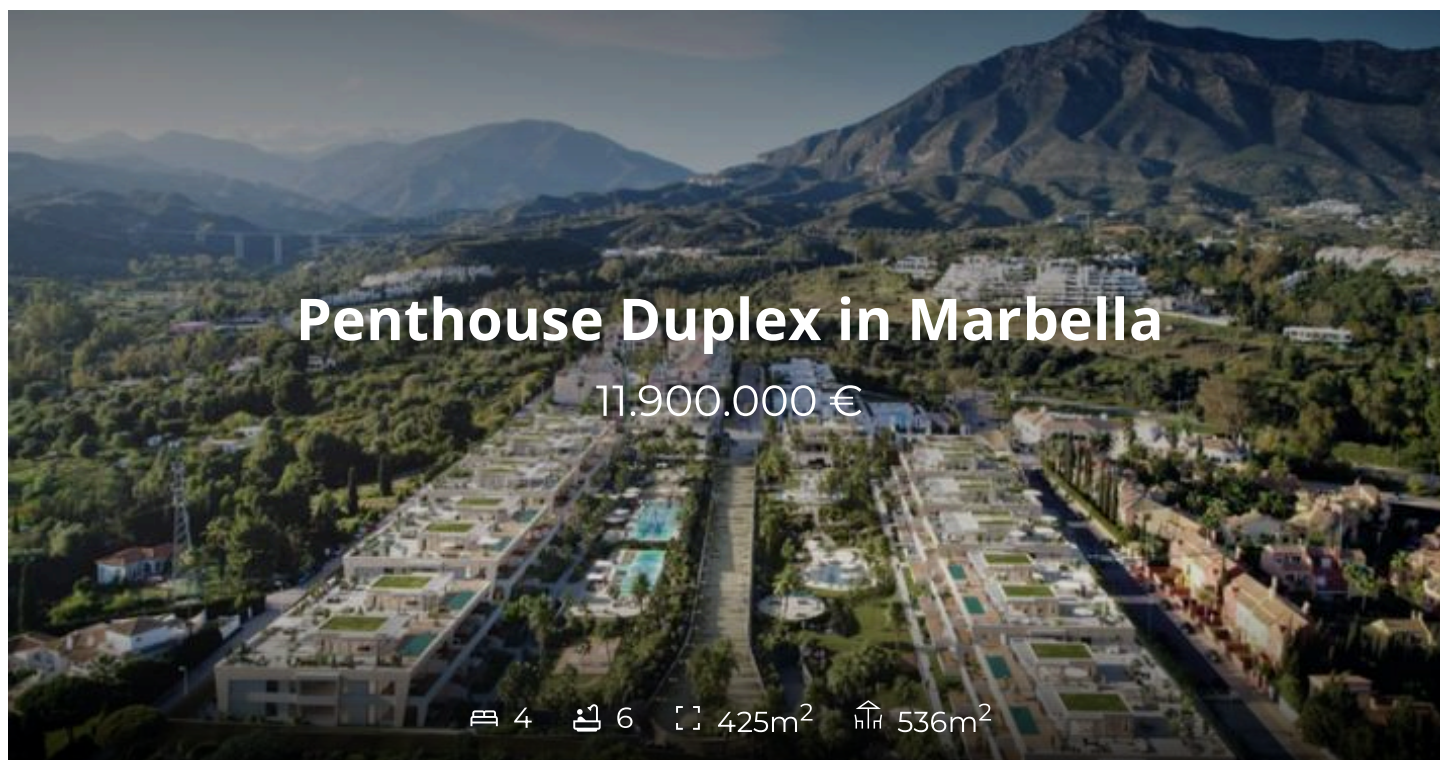 Penthouse Duplex in Marbella
11.900.000 €
4 6 425m² 536m²